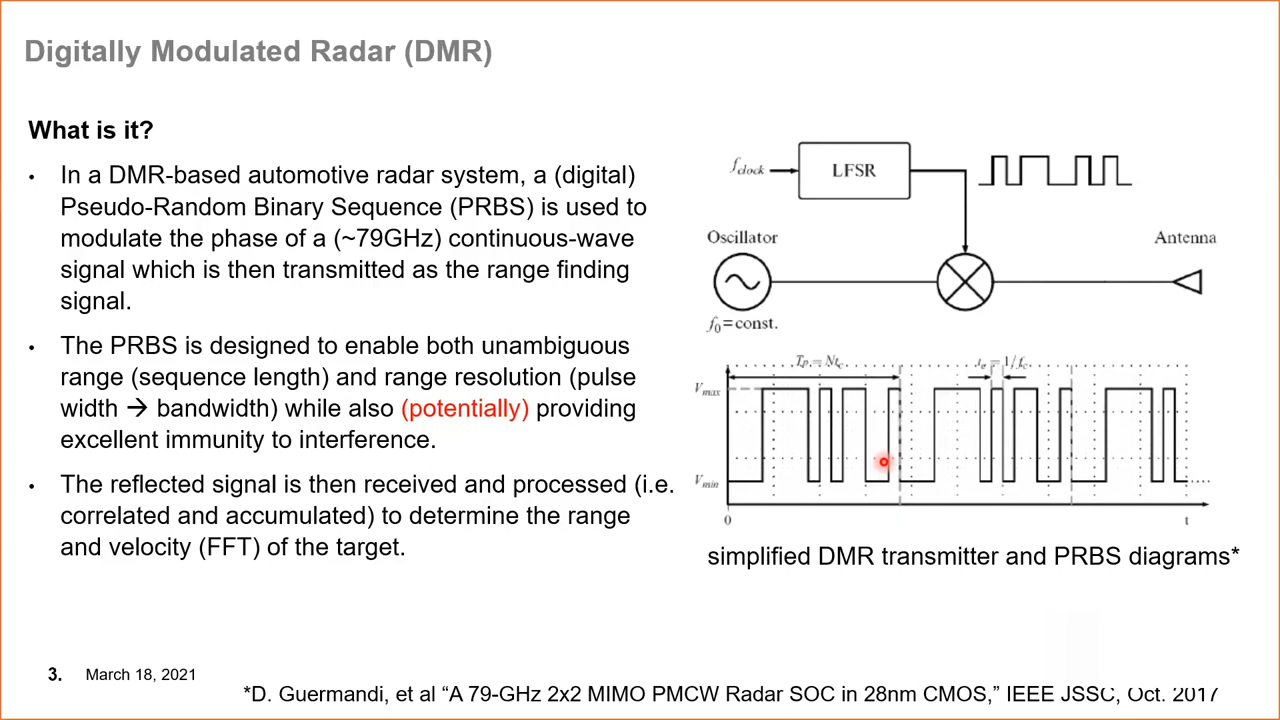 Digitally Modulated Radar (DMR)
What is it?
• In a DMR-based automotive radar system, a (digital)
Pseudo-Random Binary Sequence (PRBS) is used to
modulate the phase of a (~79GHz) continuous-wave
signal which is then transmitted as the range finding
signal.
• The PRBS is designed to enable both unambiguous
range (sequence length) and range resolution (pulse
width → bandwidth) while also (potentially) providing
excellent immunity to interference.
• The reflected signal is then received and processed (i.e.
correlated and accumulated) to determine the range
and velocity (FFT) of the target.
f_clock
LFSR
Oscillator
Antenna
f_0=const.
T_P = Nt_c
t_c = 1/f_c
V_max
V_min
0
t
simplified DMR transmitter and PRBS diagrams*
3. March 18, 2021
*D. Guermandi, et al “A 79-GHz 2x2 MIMO PMCW Radar SOC in 28nm CMOS,” IEEE JSSC, Oct. 2017